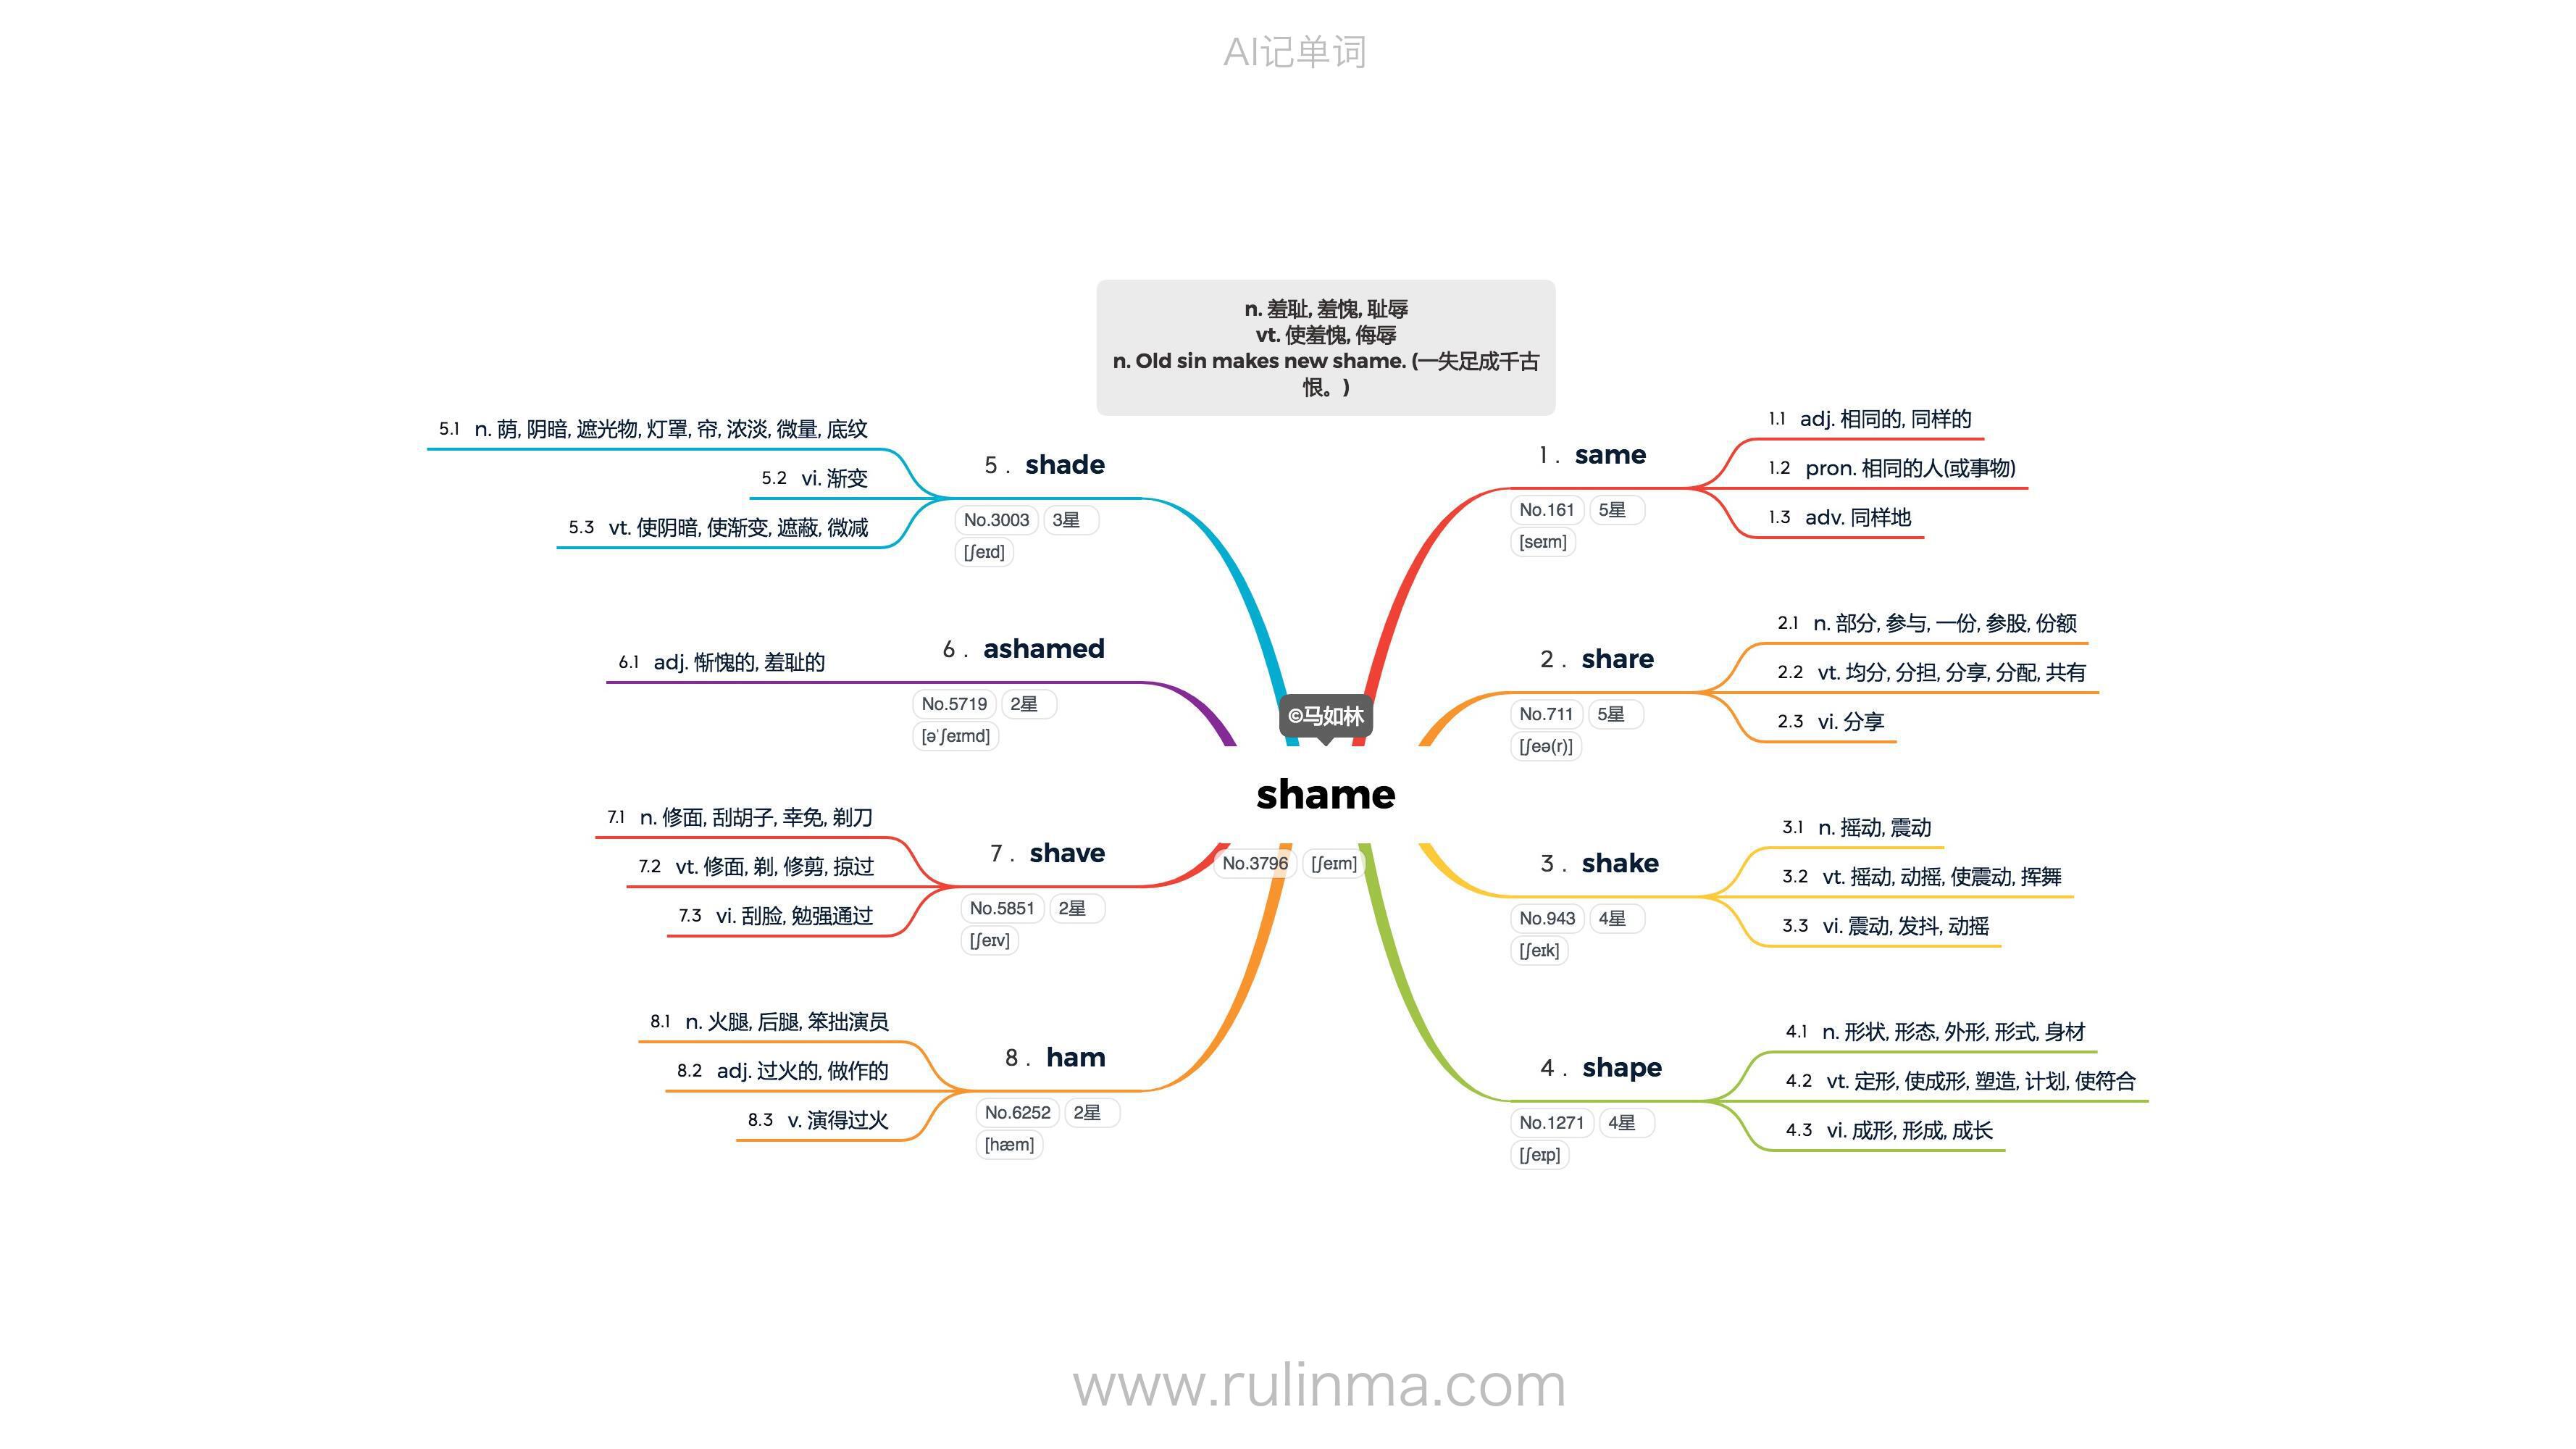 AI记单词
n. 羞耻, 羞愧, 耻辱
vt. 使羞愧, 侮辱
n. Old sin makes new shame. (一失足成千古
恨。)
©马如林
shame
No.3796 [ʃeɪm]
1. same
No.161 5星
[seɪm]
1.1 adj. 相同的, 同样的
1.2 pron. 相同的人(或事物)
1.3 adv. 同样地
2. share
No.711 5星
[ʃeə(r)]
2.1 n. 部分, 参与, 一份, 参股, 份额
2.2 vt. 均分, 分担, 分享, 分配, 共有
2.3 vi. 分享
3. shake
No.943 4星
[ʃeɪk]
3.1 n. 摇动, 震动
3.2 vt. 摇动, 动摇, 使震动, 挥舞
3.3 vi. 震动, 发抖, 动摇
4. shape
No.1271 4星
[ʃeɪp]
4.1 n. 形状, 形态, 外形, 形式, 身材
4.2 vt. 定形, 使成形, 塑造, 计划, 使符合
4.3 vi. 成形, 形成, 成长
5. shade
No.3003 3星
[ʃeɪd]
5.1 n. 荫, 阴暗, 遮光物, 灯罩, 帘, 浓淡, 微量, 底纹
5.2 vi. 渐变
5.3 vt. 使阴暗, 使渐变, 遮蔽, 微减
6. ashamed
No.5719 2星
[əˈʃeɪmd]
6.1 adj. 惭愧的, 羞耻的
7. shave
No.5851 2星
[ʃeɪv]
7.1 n. 修面, 刮胡子, 幸免, 剃刀
7.2 vt. 修面, 剃, 修剪, 掠过
7.3 vi. 刮脸, 勉强通过
8. ham
No.6252 2星
[hæm]
8.1 n. 火腿, 后腿, 笨拙演员
8.2 adj. 过火的, 做作的
8.3 v. 演得过火
www.rulinma.com